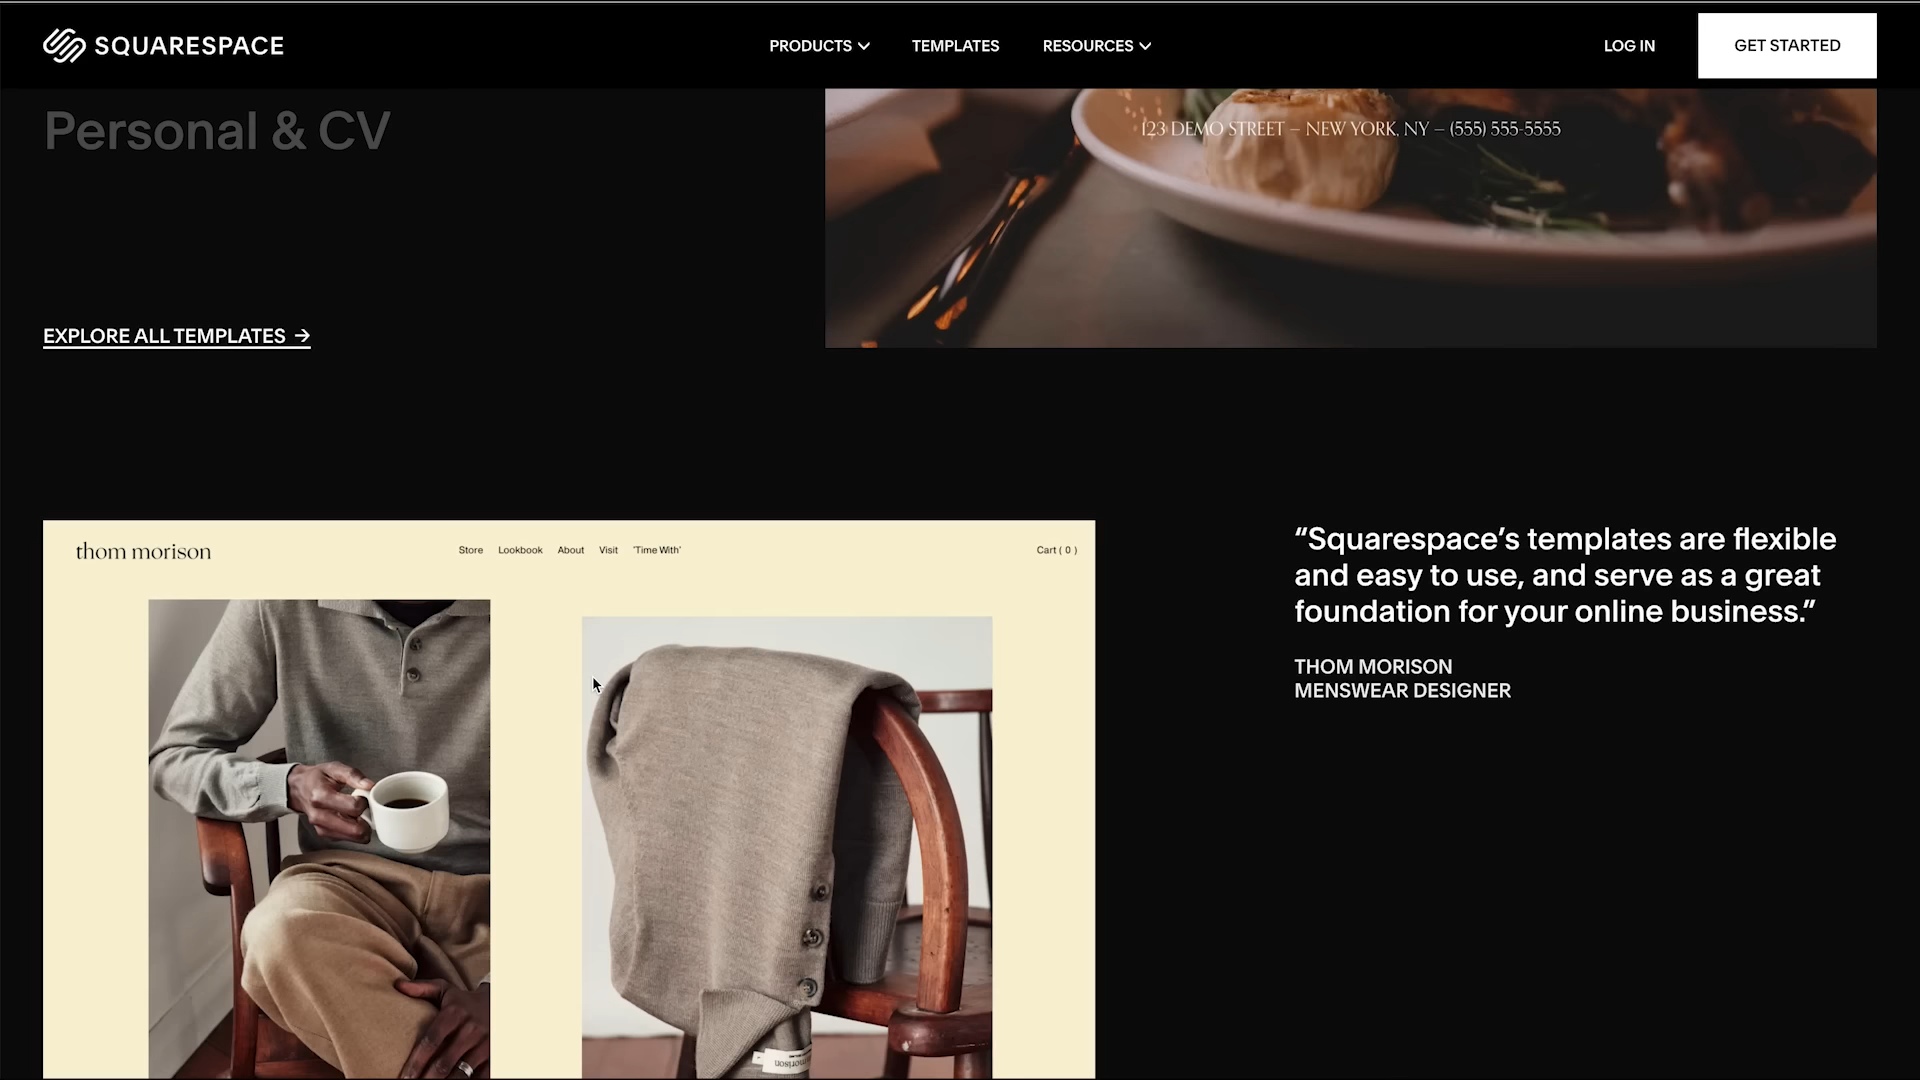 SQUARESPACE
PRODUCTS
TEMPLATES
RESOURCES
LOG IN
GET STARTED
Personal & CV
123 DEMO STREET – NEW YORK, NY – (555) 555-5555
EXPLORE ALL TEMPLATES →
thom morison
Store
Lookbook
About
Visit
'Time With'
Cart ( 0 )
“Squarespace’s templates are flexible
and easy to use, and serve as a great
foundation for your online business.”
THOM MORISON
MENSWEAR DESIGNER